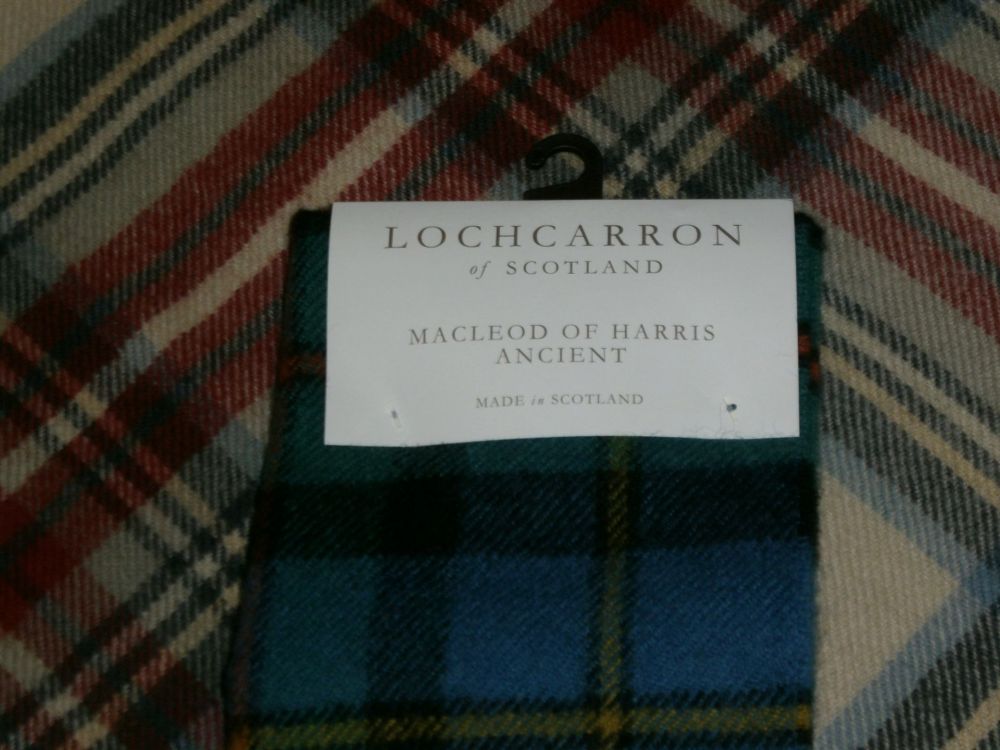 LOCHCARRON
of SCOTLAND
MACLEOD OF HARRIS
ANCIENT
MADE in SCOTLAND